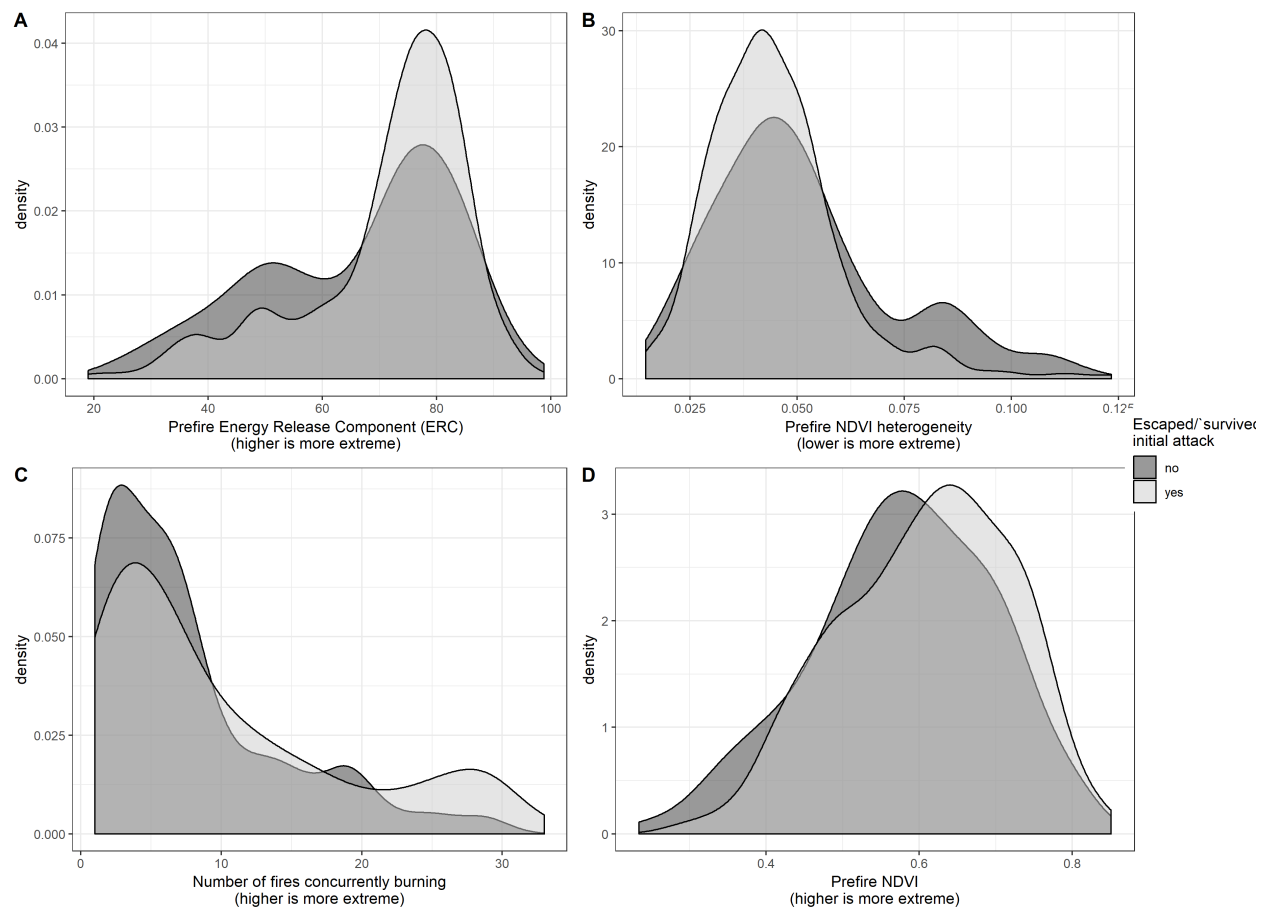 A
0.04
0.03
0.02
0.01
0.00
density
20 40 60 80 100
Prefire Energy Release Component (ERC)
(higher is more extreme)
B
30
20
10
0
density
0.025 0.050 0.075 0.100 0.12
Prefire NDVI heterogeneity
(lower is more extreme)
Escaped/`survived
initial attack
no
yes
C
0.075
0.050
0.025
0.000
density
0 10 20 30
Number of fires concurrently burning
(higher is more extreme)
D
3
2
1
0
density
0.4 0.6 0.8
Prefire NDVI
(higher is more extreme)